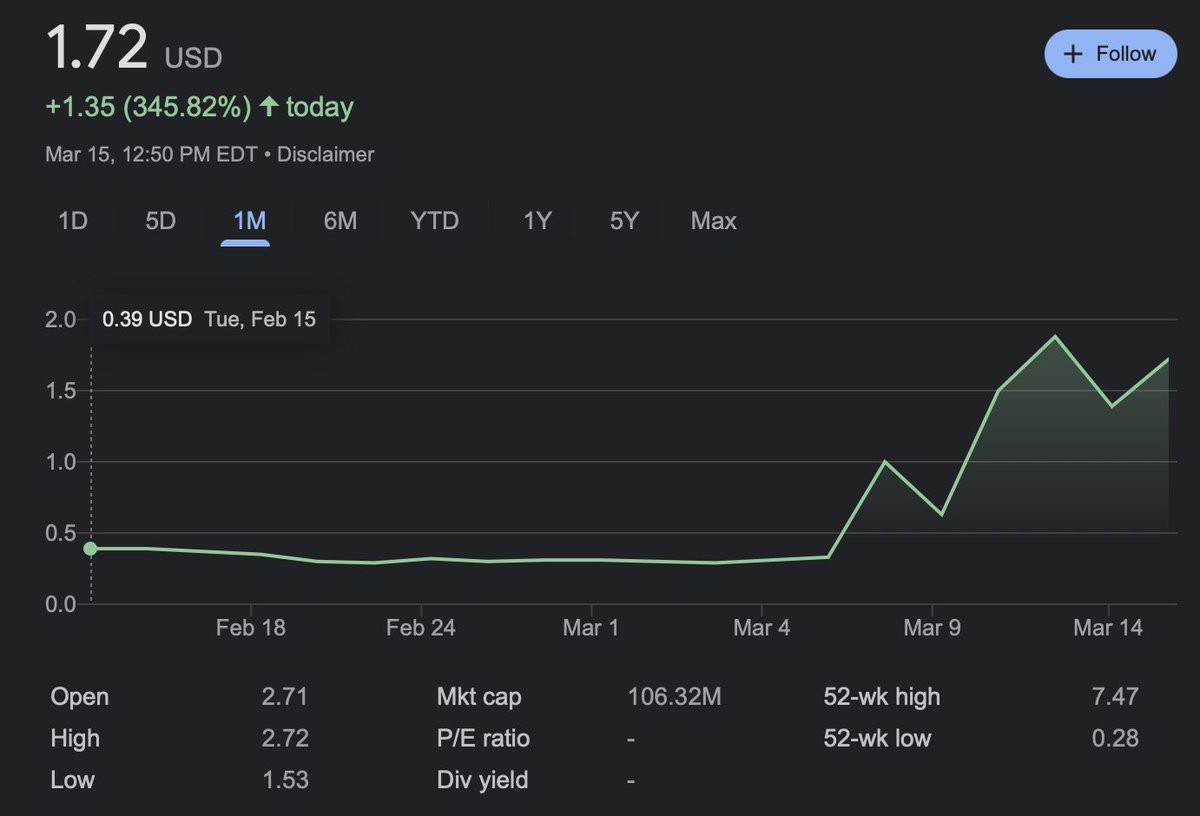 1.72 USD
+ Follow
+1.35 (345.82%) ↑ today
Mar 15, 12:50 PM EDT • Disclaimer
1D 5D 1M 6M YTD 1Y 5Y Max
2.0
0.39 USD Tue, Feb 15
1.5
1.0
0.5
0.0
Feb 18 Feb 24 Mar 1 Mar 4 Mar 9 Mar 14
Open 2.71 Mkt cap 106.32M 52-wk high 7.47
High 2.72 P/E ratio - 52-wk low 0.28
Low 1.53 Div yield -